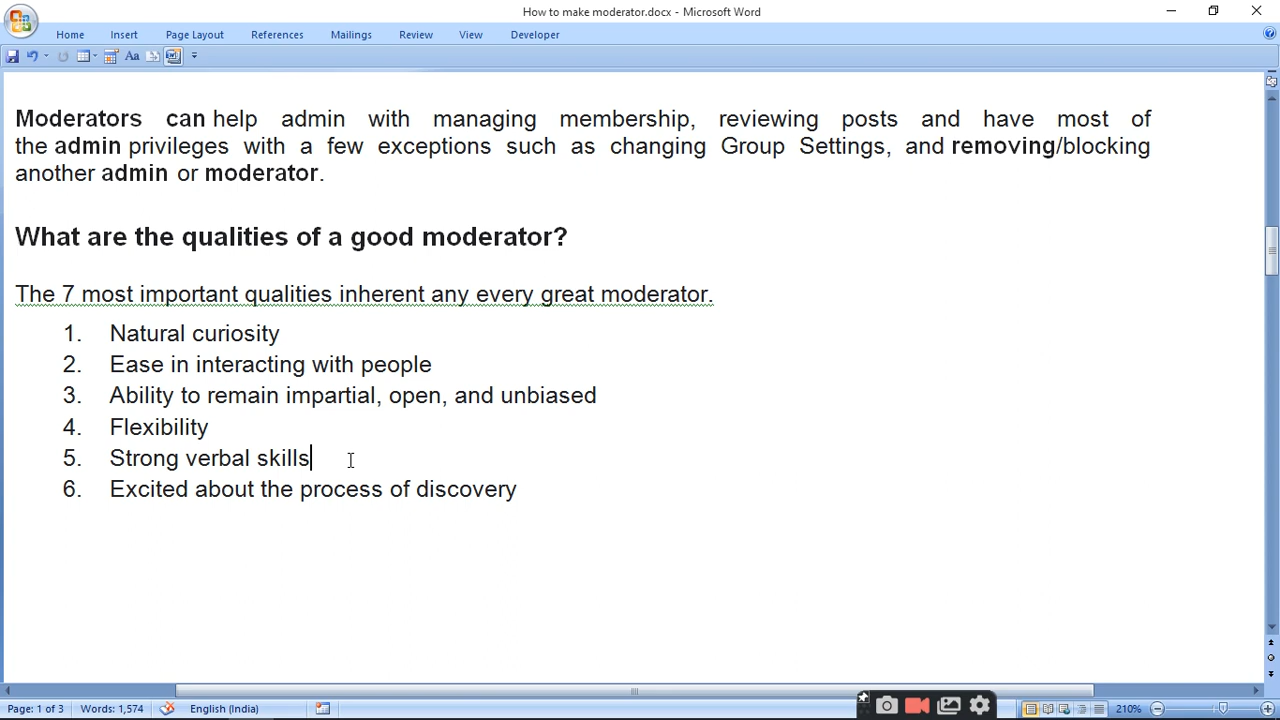 How to make moderator.docx - Microsoft Word
Home Insert Page Layout References Mailings Review View Developer
Aa
Moderators can help admin with managing membership, reviewing posts and have most of
the admin privileges with a few exceptions such as changing Group Settings, and removing/blocking
another admin or moderator.
What are the qualities of a good moderator?
The 7 most important qualities inherent any every great moderator.
1. Natural curiosity
2. Ease in interacting with people
3. Ability to remain impartial, open, and unbiased
4. Flexibility
5. Strong verbal skills
6. Excited about the process of discovery
Page: 1 of 3 Words: 1,574 English (India) 210%